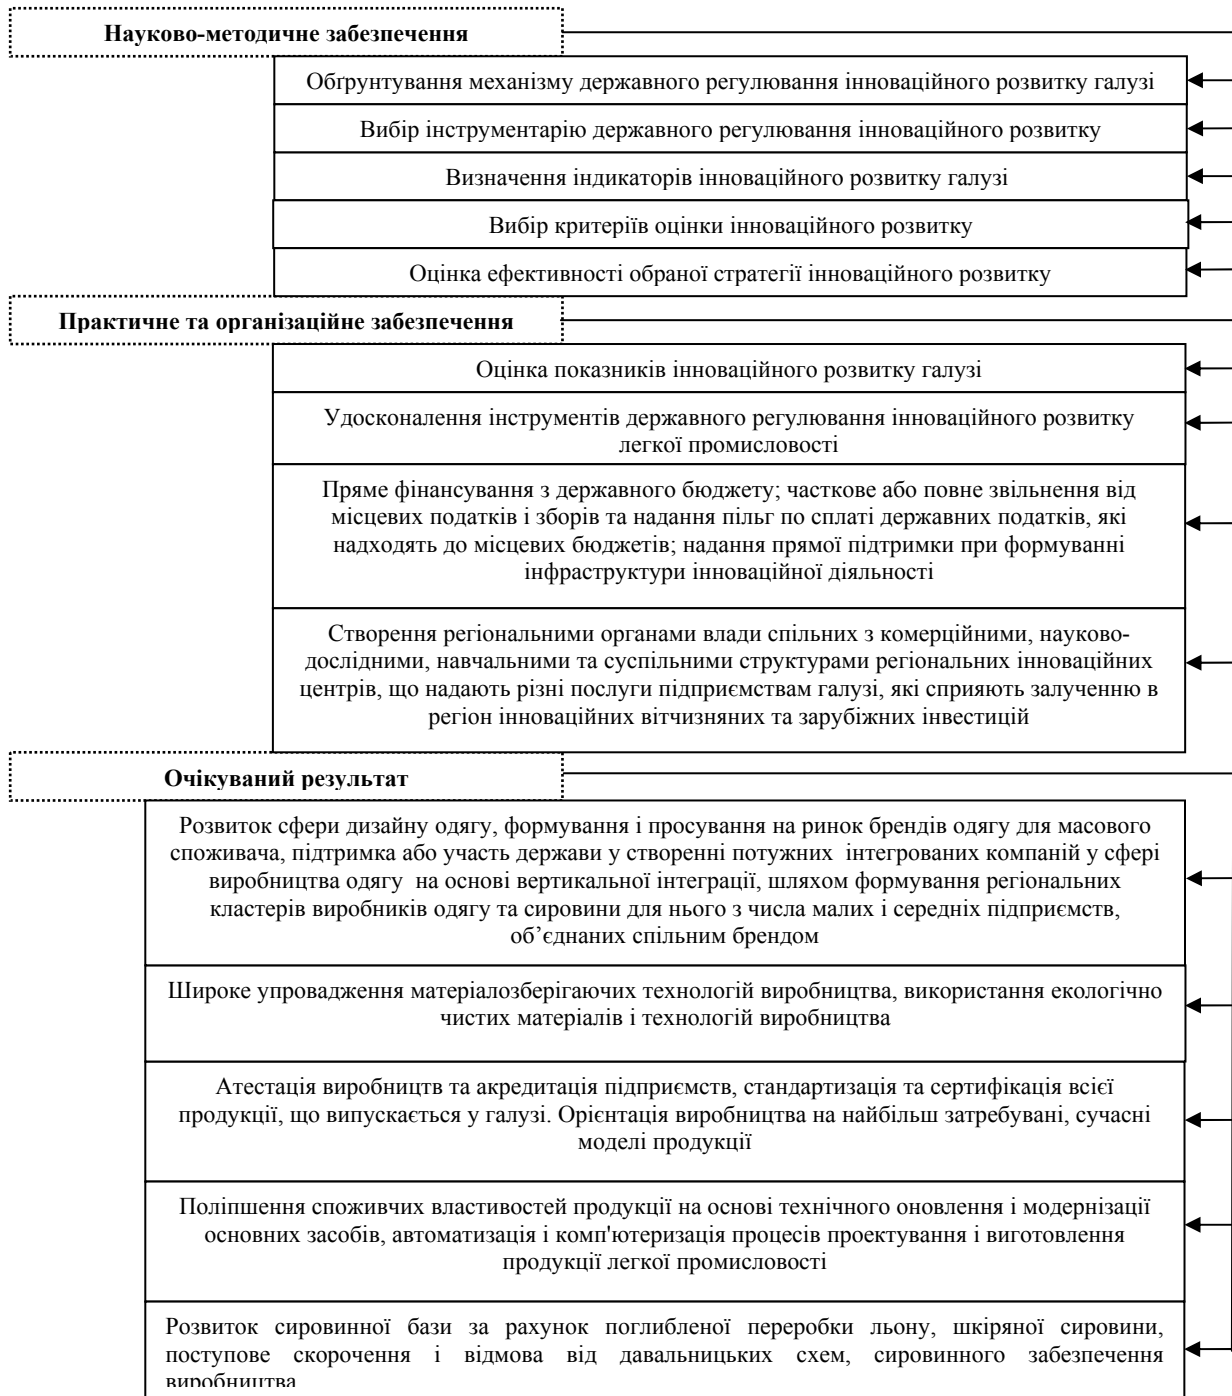 Науково-методичне забезпечення
Обґрунтування механізму державного регулювання інноваційного розвитку галузі
Вибір інструментарію державного регулювання інноваційного розвитку
Визначення індикаторів інноваційного розвитку галузі
Вибір критеріїв оцінки інноваційного розвитку
Оцінка ефективності обраної стратегії інноваційного розвитку
Практичне та організаційне забезпечення
Оцінка показників інноваційного розвитку галузі
Удосконалення інструментів державного регулювання інноваційного розвитку
легкої промисловості
Пряме фінансування з державного бюджету; часткове або повне звільнення від
місцевих податків і зборів та надання пільг по сплаті державних податків, які
надходять до місцевих бюджетів; надання прямої підтримки при формуванні
інфраструктури інноваційної діяльності
Створення регіональними органами влади спільних з комерційними, науково-
дослідними, навчальними та суспільними структурами регіональних інноваційних
центрів, що надають різні послуги підприємствам галузі, які сприяють залученню в
регіон інноваційних вітчизняних та зарубіжних інвестицій
Очікуваний результат
Розвиток сфери дизайну одягу, формування і просування на ринок брендів одягу для масового
споживача, підтримка або участь держави у створенні потужних інтегрованих компаній у сфері
виробництва одягу на основі вертикальної інтеграції, шляхом формування регіональних
кластерів виробників одягу та сировини для нього з числа малих і середніх підприємств,
об’єднаних спільним брендом
Широке упровадження матеріалозберігаючих технологій виробництва, використання екологічно
чистих матеріалів і технологій виробництва
Атестація виробництв та акредитація підприємств, стандартизація та сертифікація всієї
продукції, що випускається у галузі. Орієнтація виробництва на найбільш затребувані, сучасні
моделі продукції
Поліпшення споживчих властивостей продукції на основі технічного оновлення і модернізації
основних засобів, автоматизація і комп'ютеризація процесів проектування і виготовлення
продукції легкої промисловості
Розвиток сировинної бази за рахунок поглибленої переробки льону, шкіряної сировини,
поступове скорочення і відмова від давальницьких схем, сировинного забезпечення
виробництва